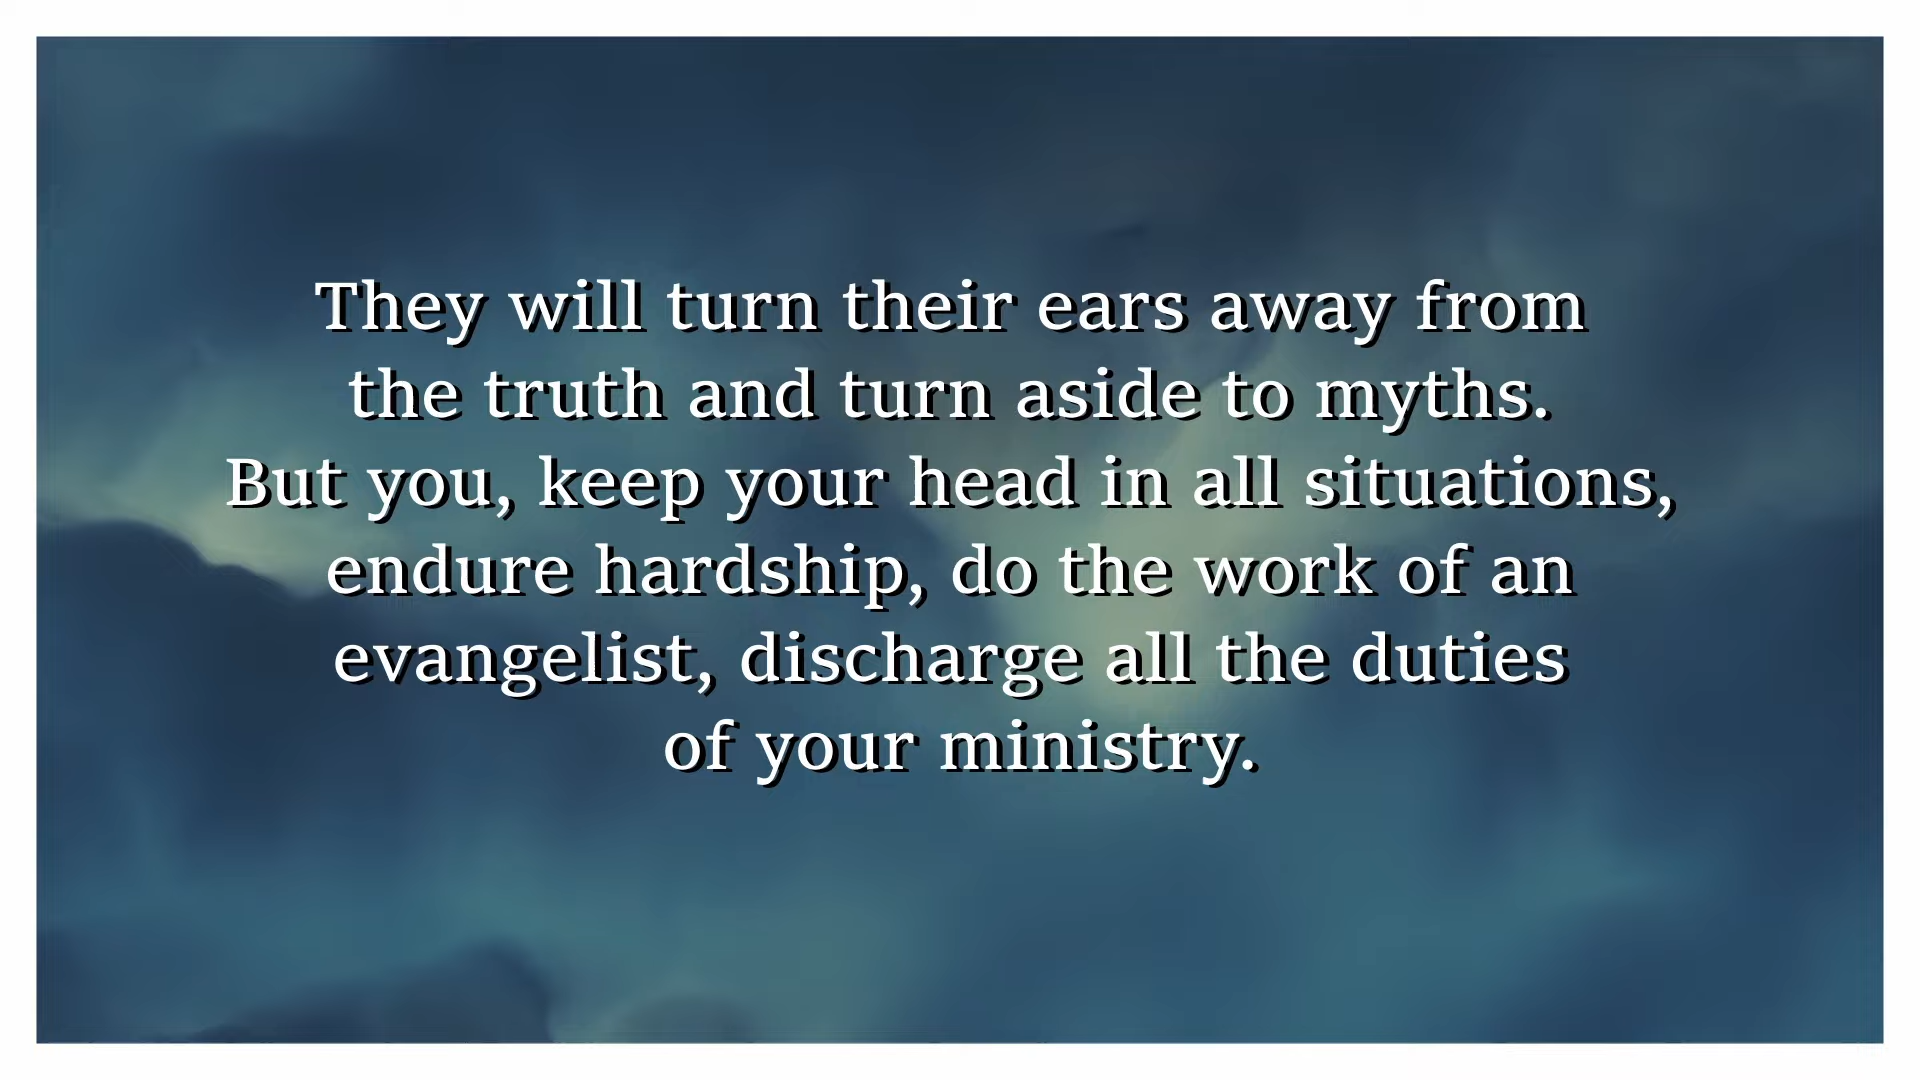 They will turn their ears away from
the truth and turn aside to myths.
But you, keep your head in all situations,
endure hardship, do the work of an
evangelist, discharge all the duties
of your ministry.